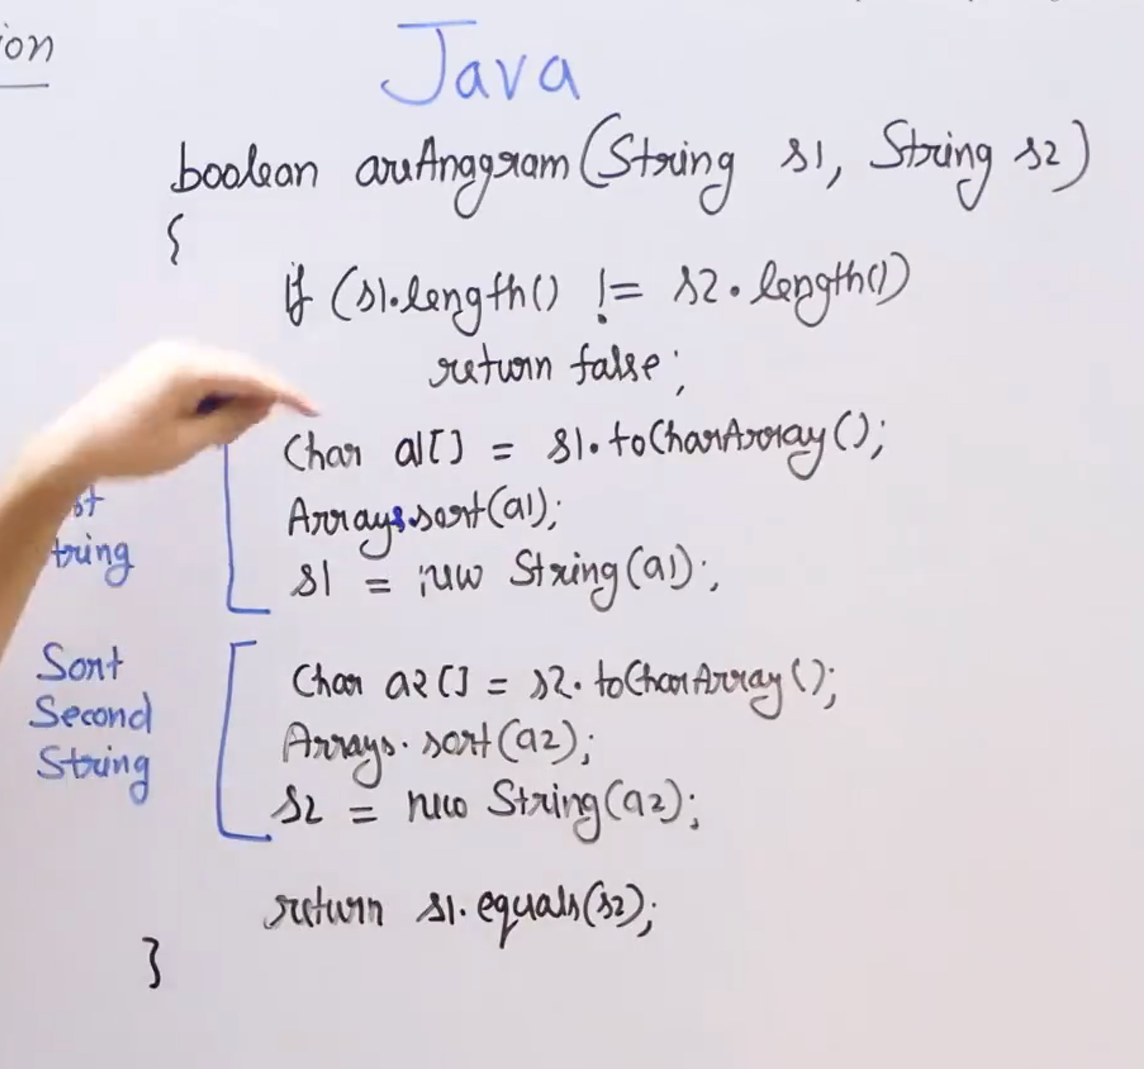 ion
Java
boolean areAnagram(String s1, String s2)
{
if (s1.length() != s2.length())
return false;
Char a1[] = s1.toCharArray();
Arrays.sort(a1);
s1 = new String(a1);
st
tring
Sort
Second
String
Char a2[] = s2.toCharArray();
Arrays.sort(a2);
s2 = new String(a2);
return s1.equals(s2);
}